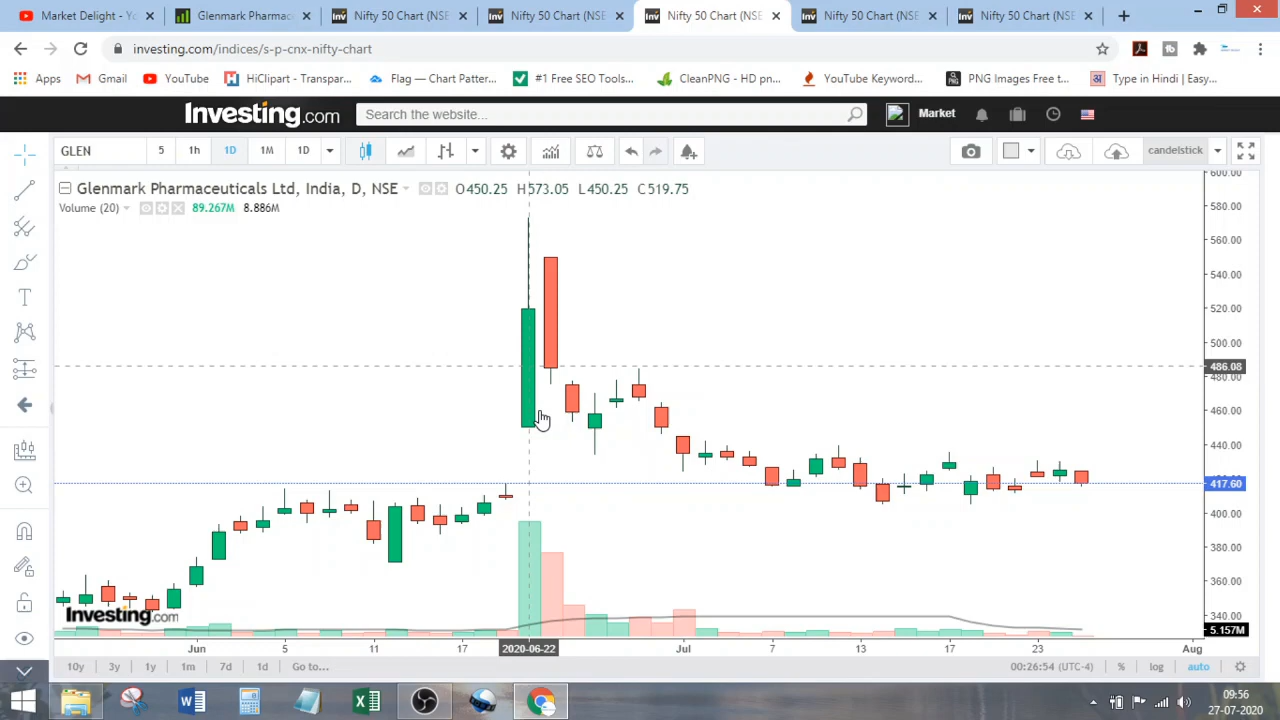 Market Delight - Yo
Glenmark Pharmac
Nifty 50 Chart (NSE
Nifty 50 Chart (NSE
Nifty 50 Chart (NSE
Nifty 50 Chart (NSE
Nifty 50 Chart (NSE
investing.com/indices/s-p-cnx-nifty-chart
Apps
Gmail
YouTube
HiClipart - Transpar...
Flag — Chart Patter...
#1 Free SEO Tools...
CleanPNG - HD pn...
YouTube Keyword...
PNG Images Free t...
Type in Hindi | Easy...
Investing.com
Search the website...
Market
GLEN
5
1h
1D
1M
1D
candelstick
Glenmark Pharmaceuticals Ltd, India, D, NSE
O450.25 H573.05 L450.25 C519.75
Volume (20)
89.267M 8.886M
600.00
580.00
560.00
540.00
520.00
500.00
486.08
480.00
460.00
440.00
417.60
400.00
380.00
360.00
340.00
5.157M
Investing.com
Jun
5
11
17
2020-06-22
Jul
7
13
17
23
Aug
10y
3y
1y
1m
7d
1d
Go to...
00:26:54 (UTC-4)
%
log
auto
09:56
27-07-2020